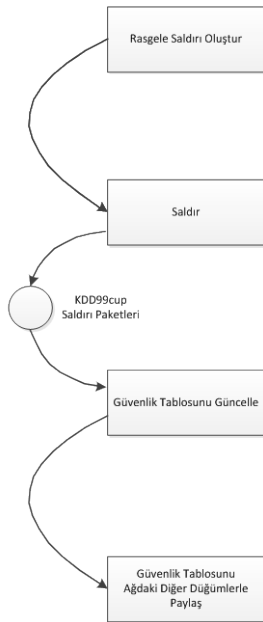 Rasgele Saldırı Oluştur
Saldır
KDD99cup
Saldırı Paketleri
Güvenlik Tablosunu Güncelle
Güvenlik Tablosunu
Ağdaki Diğer Düğümlerle
Paylaş